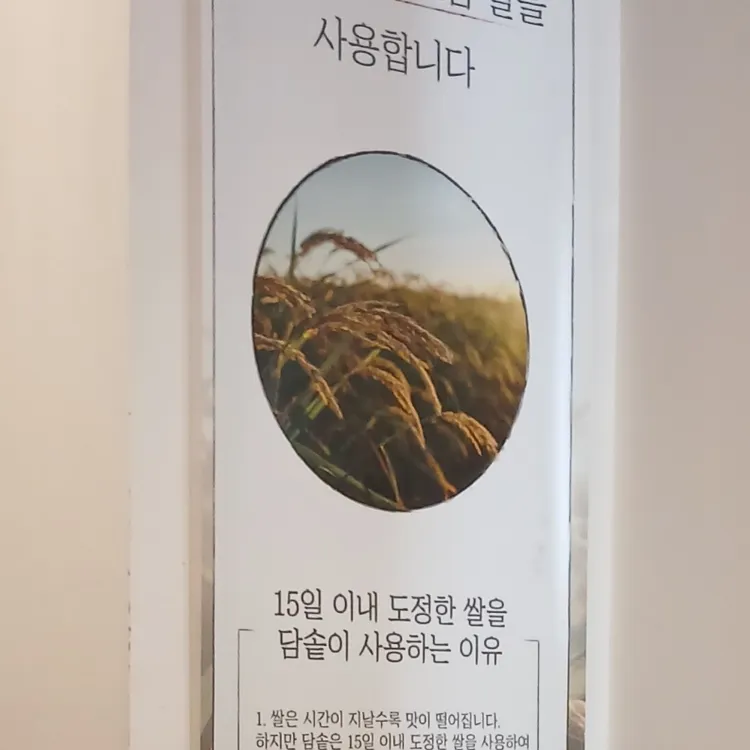 쌀을
사용합니다
15일 이내 도정한 쌀을
담솥이 사용하는 이유
1. 쌀은 시간이 지날수록 맛이 떨어집니다.
하지만 담솥은 15일 이내 도정한 쌀을 사용하여